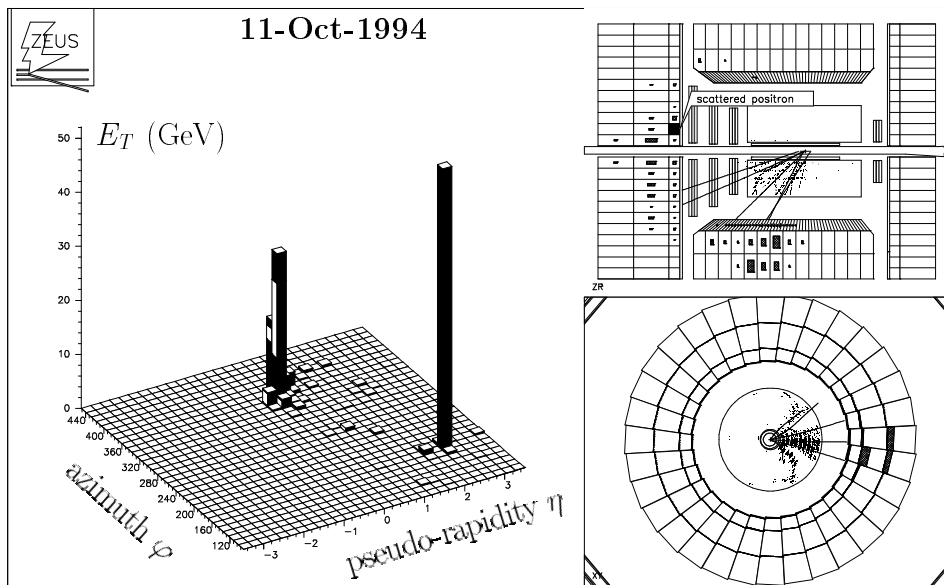 ZEUS
11-Oct-1994
E_T (GeV)
50
40
30
20
10
0
440
400
360
320
280
240
200
160
120
azimuth φ
-3
-2
-1
0
1
2
3
pseudo-rapidity η
scattered positron
ZR
XY